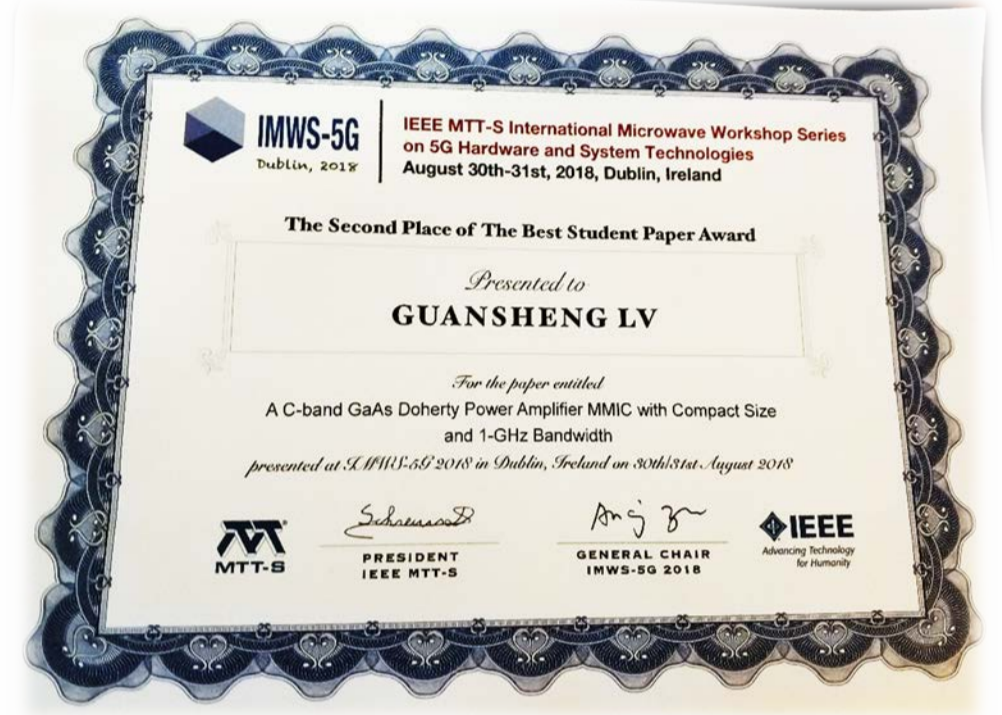 IMWS-5G
Dublin, 2018
IEEE MTT-S International Microwave Workshop Series
on 5G Hardware and System Technologies
August 30th-31st, 2018, Dublin, Ireland
The Second Place of The Best Student Paper Award
Presented to
GUANSHENG LV
For the paper entitled
A C-band GaAs Doherty Power Amplifier MMIC with Compact Size
and 1-GHz Bandwidth
presented at IMWS-5G 2018 in Dublin, Ireland on 30th/31st August 2018
MTT-S
PRESIDENT
IEEE MTT-S
GENERAL CHAIR
IMWS-5G 2018
IEEE
Advancing Technology
for Humanity